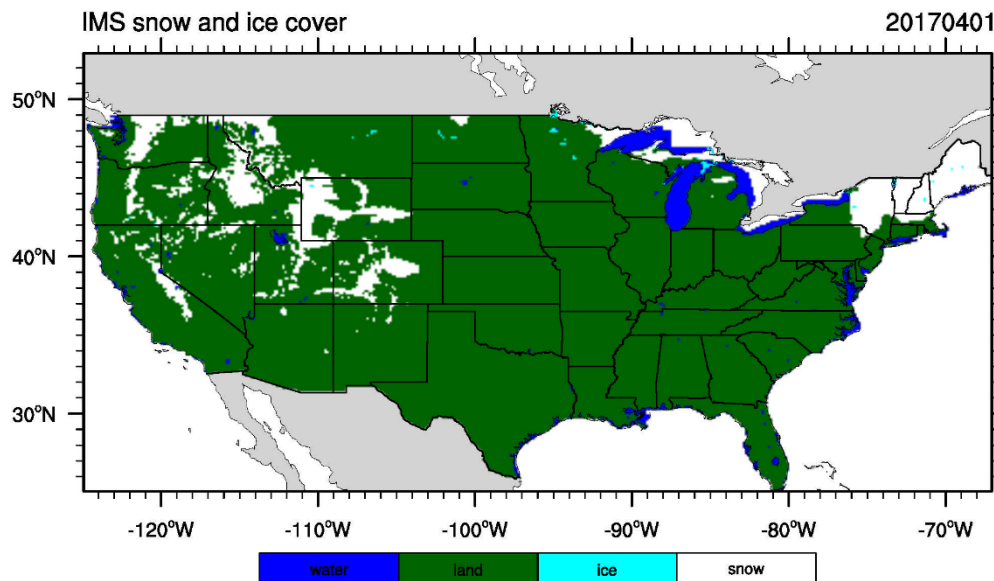 IMS snow and ice cover 20170401
50°N
40°N
30°N
-120°W -110°W -100°W -90°W -80°W -70°W
water land ice snow